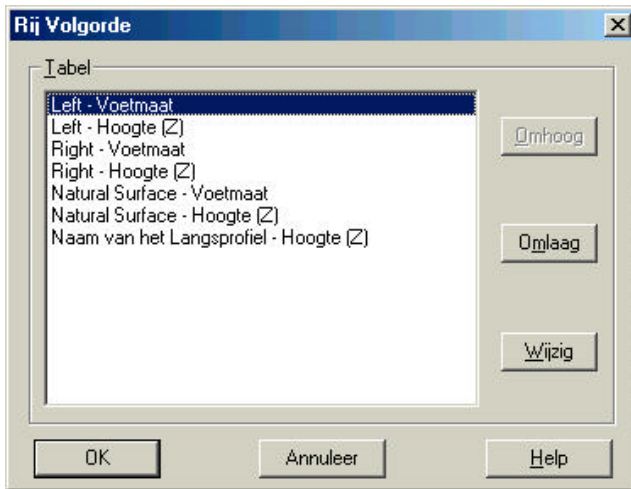 Rij Volgorde
Tabel
Left - Voetmaat
Left - Hoogte (Z)
Right - Voetmaat
Right - Hoogte (Z)
Natural Surface - Voetmaat
Natural Surface - Hoogte (Z)
Naam van het Langsprofiel - Hoogte (Z)
Omhoog
Omlaag
Wijzig
OK
Annuleer
Help